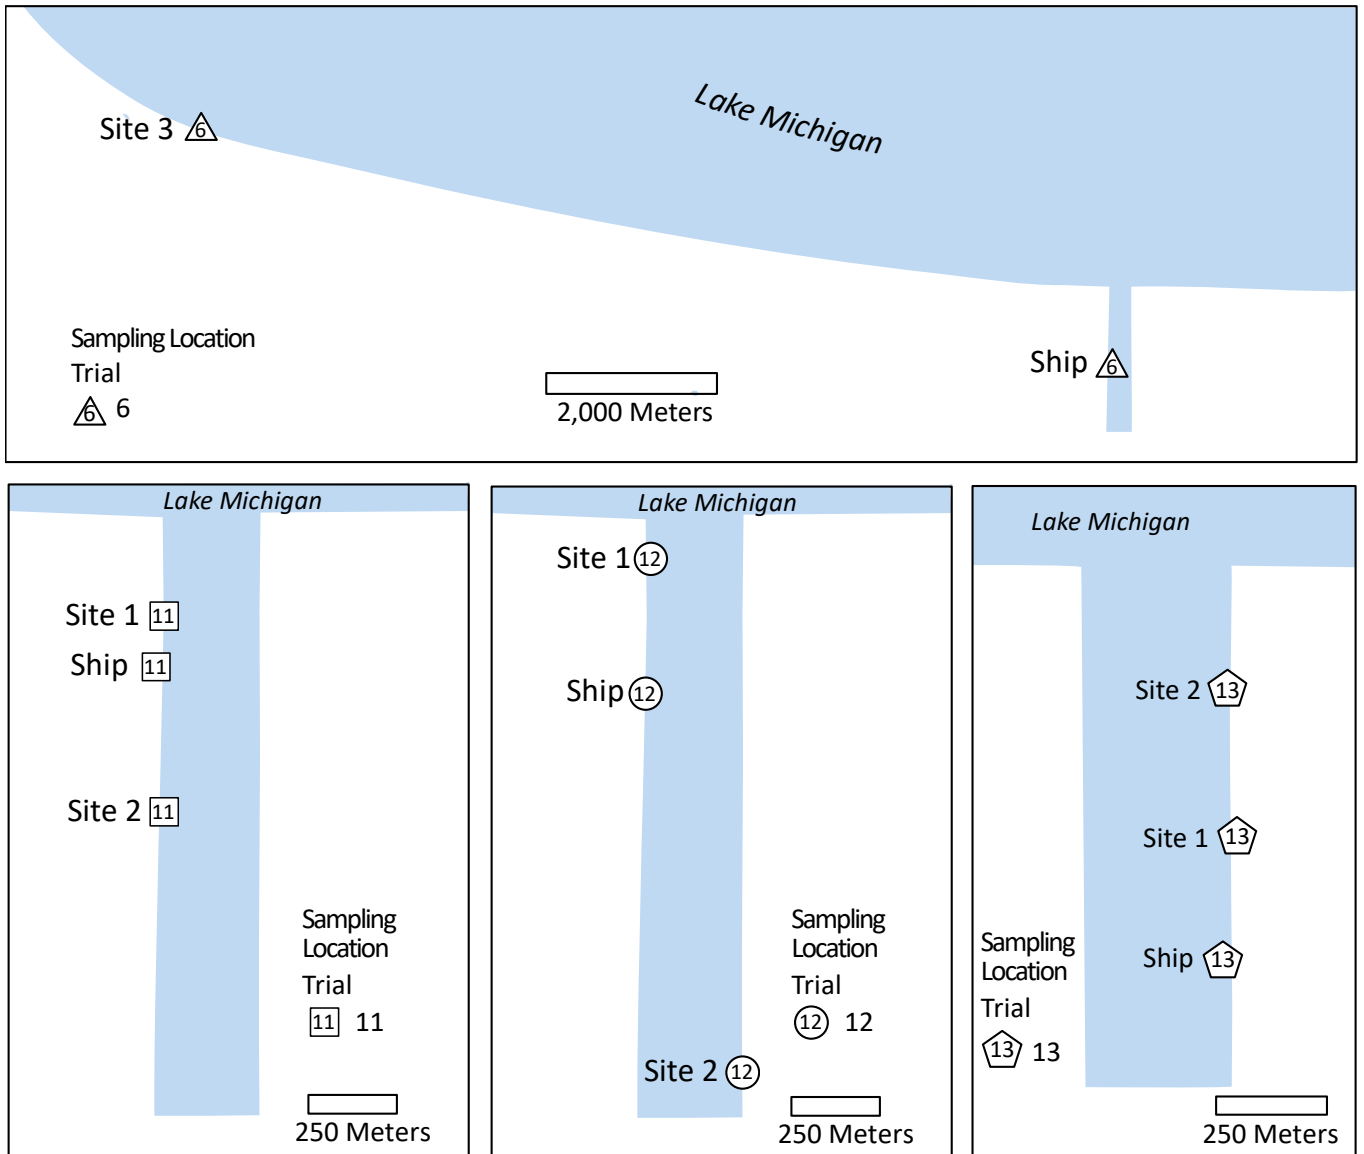 Lake Michigan
Site 3 6
Ship 6
Sampling Location
Trial
6 6
2,000 Meters
Lake Michigan
Site 1 11
Ship 11
Site 2 11
Sampling
Location
Trial
11 11
250 Meters
Lake Michigan
Site 1 12
Ship 12
Sampling
Location
Trial
12 12
Site 2 12
250 Meters
Lake Michigan
Site 2 13
Site 1 13
Ship 13
Sampling
Location
Trial
13 13
250 Meters